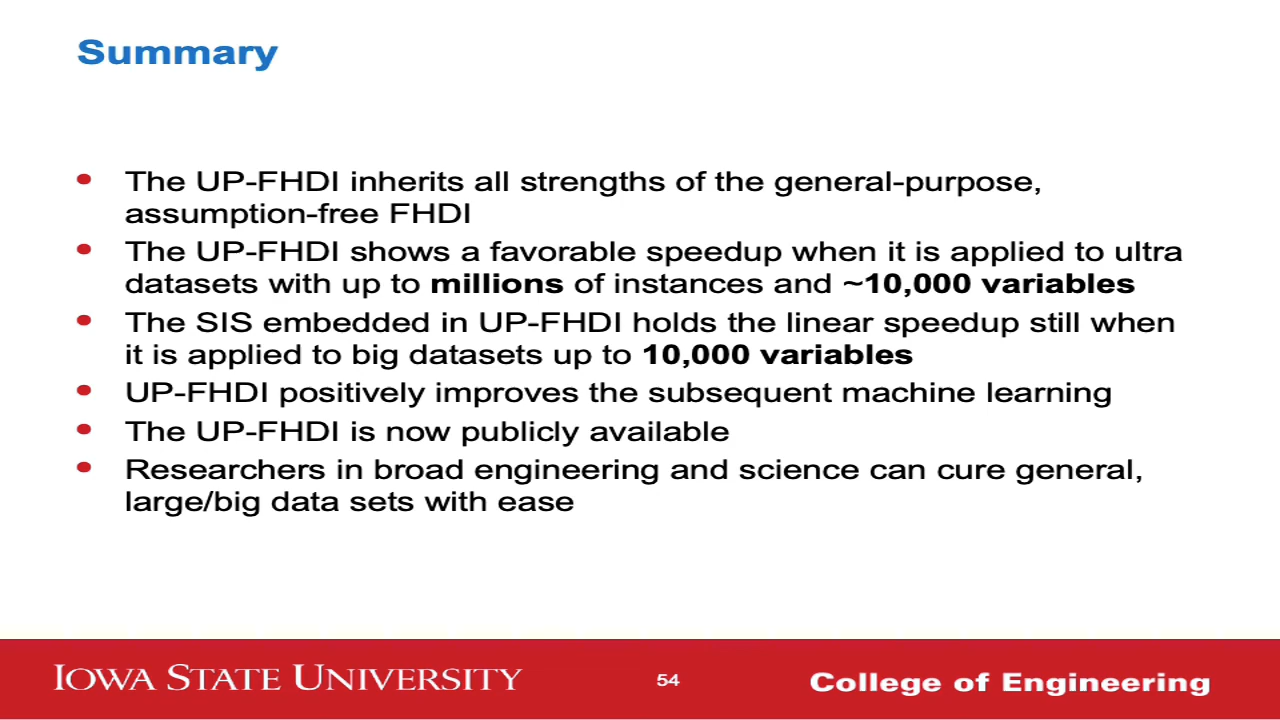 Summary
• The UP-FHDI inherits all strengths of the general-purpose,
assumption-free FHDI
• The UP-FHDI shows a favorable speedup when it is applied to ultra
datasets with up to millions of instances and ~10,000 variables
• The SIS embedded in UP-FHDI holds the linear speedup still when
it is applied to big datasets up to 10,000 variables
• UP-FHDI positively improves the subsequent machine learning
• The UP-FHDI is now publicly available
• Researchers in broad engineering and science can cure general,
large/big data sets with ease
IOWA STATE UNIVERSITY
54
College of Engineering